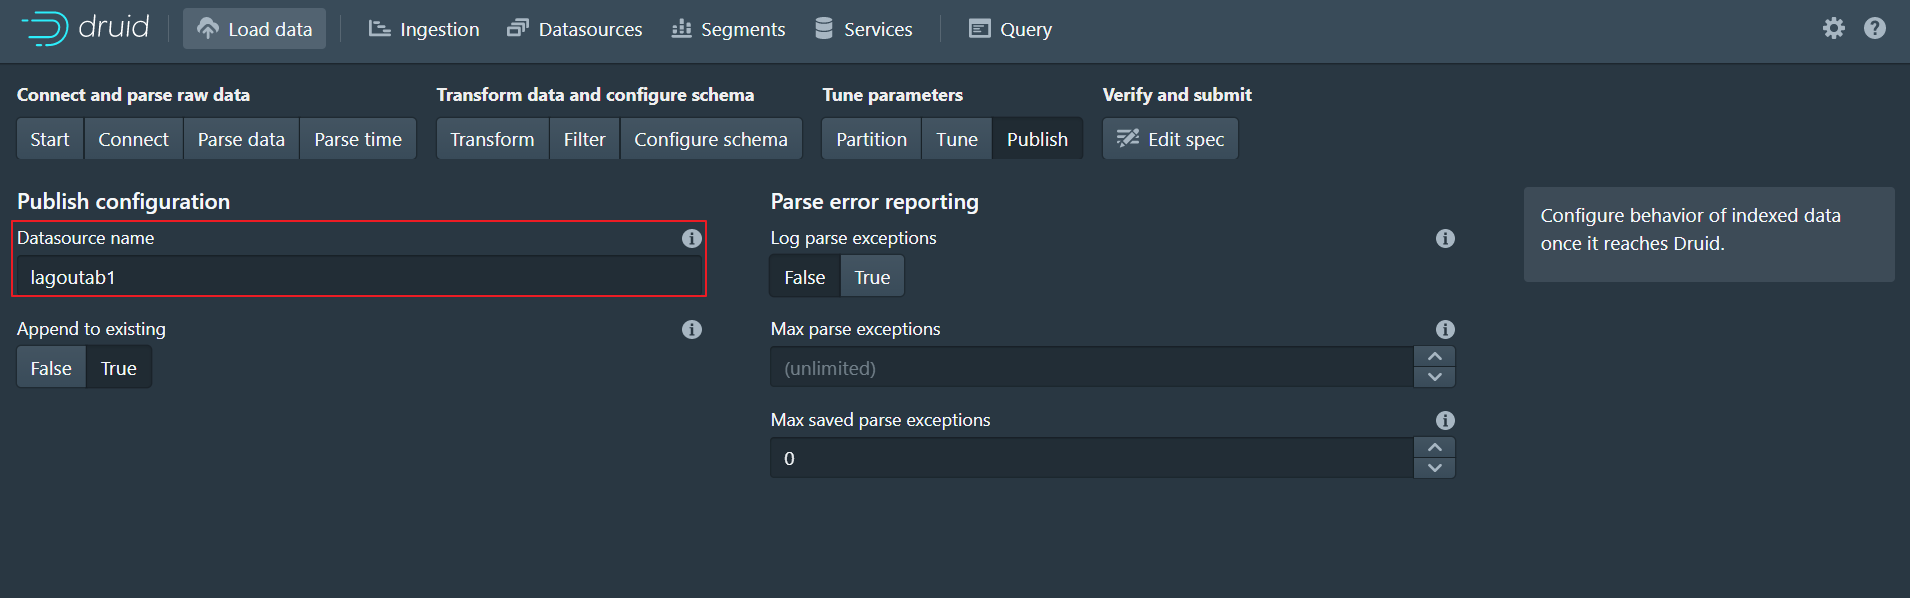 druid Load data Ingestion Datasources Segments Services Query
Connect and parse raw data Transform data and configure schema Tune parameters Verify and submit
Start Connect Parse data Parse time Transform Filter Configure schema Partition Tune Publish Edit spec
Publish configuration
Datasource name
lagoutab1
Append to existing
False True
Parse error reporting
Log parse exceptions
False True
Max parse exceptions
(unlimited)
Max saved parse exceptions
0
Configure behavior of indexed data
once it reaches Druid.